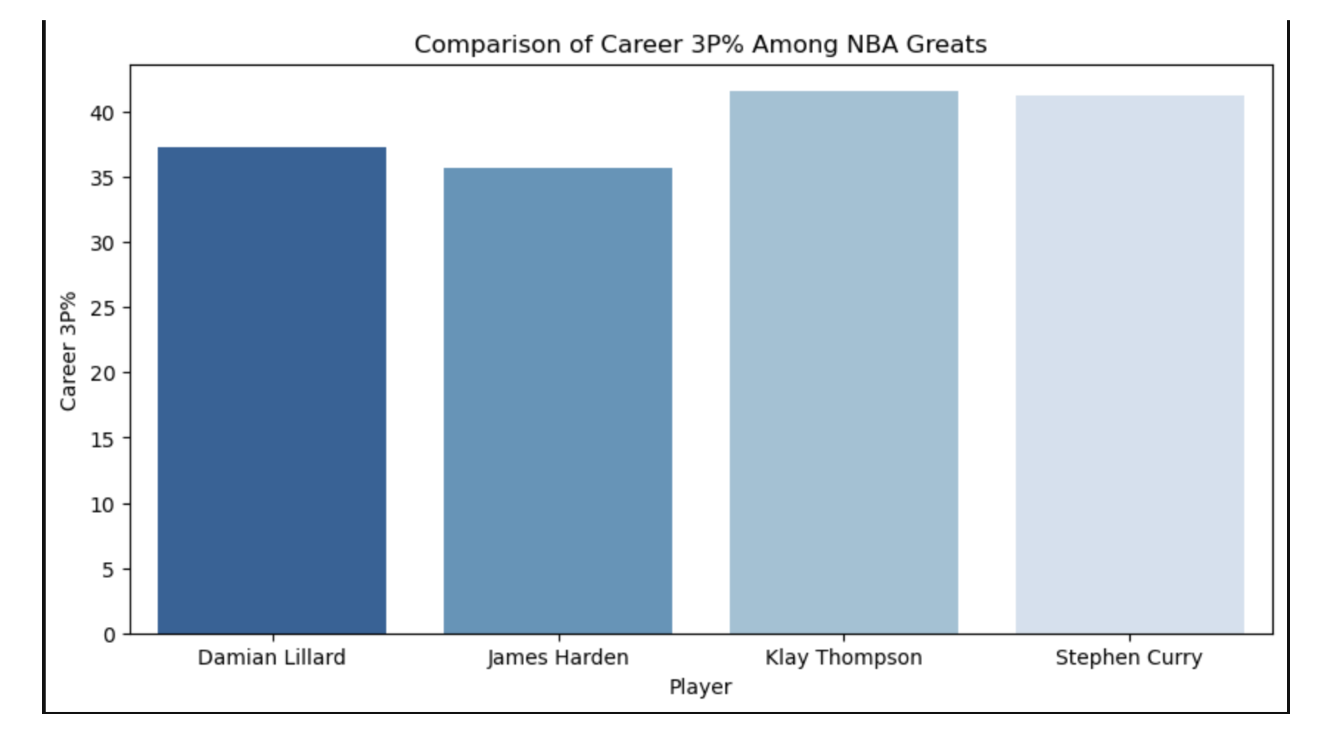 Comparison of Career 3P% Among NBA Greats
Career 3P%
40
35
30
25
20
15
10
5
0
Damian Lillard
James Harden
Klay Thompson
Stephen Curry
Player